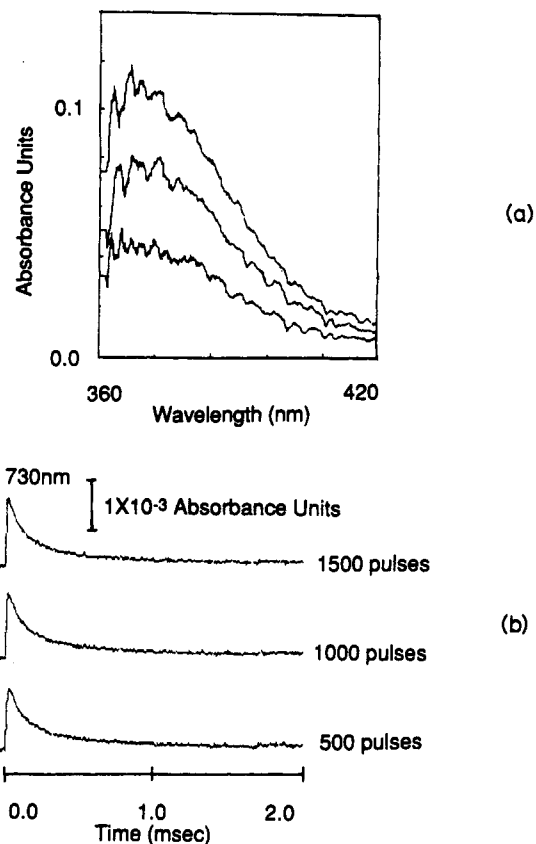 0.1
Absorbance Units
(a)
0.0
360
420
Wavelength (nm)
730nm
1X10-3 Absorbance Units
1500 pulses
1000 pulses
(b)
500 pulses
0.0
1.0
2.0
Time (msec)